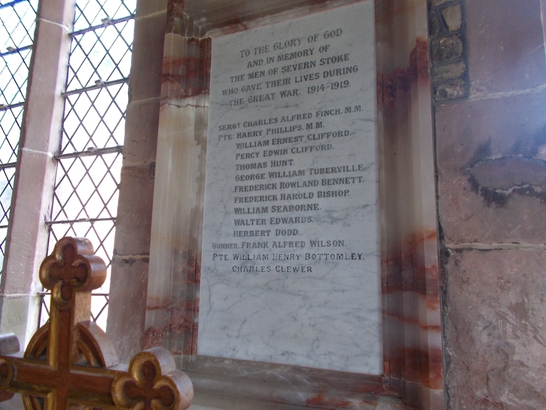 TO THE GLORY OF GOD
AND IN MEMORY OF
THE MEN OF SEVERN STOKE
WHO GAVE THEIR LIVES DURING
THE GREAT WAR. 1914-1919.
SERGT CHARLES ALFRED FINCH. M.M.
PTE. HARRY PHILLIPS. M.M.
WILLIAM ERNEST CLIFFORD.
PERCY EDWIN CLIFFORD.
THOMAS HUNT.
GEORGE WILLIAM TUBERVILLE.
FREDERICK ROWLAND BENNETT.
FREDERICK HAROLD BISHOP.
WILLIAM SEABORNE.
WALTER EDWARDS.
HERBERT DODD.
GUNNER. FRANK ALFRED WILSON.
PTE. WILLIAM HENRY BOTTOMLEY.
CHARLES CLEWER